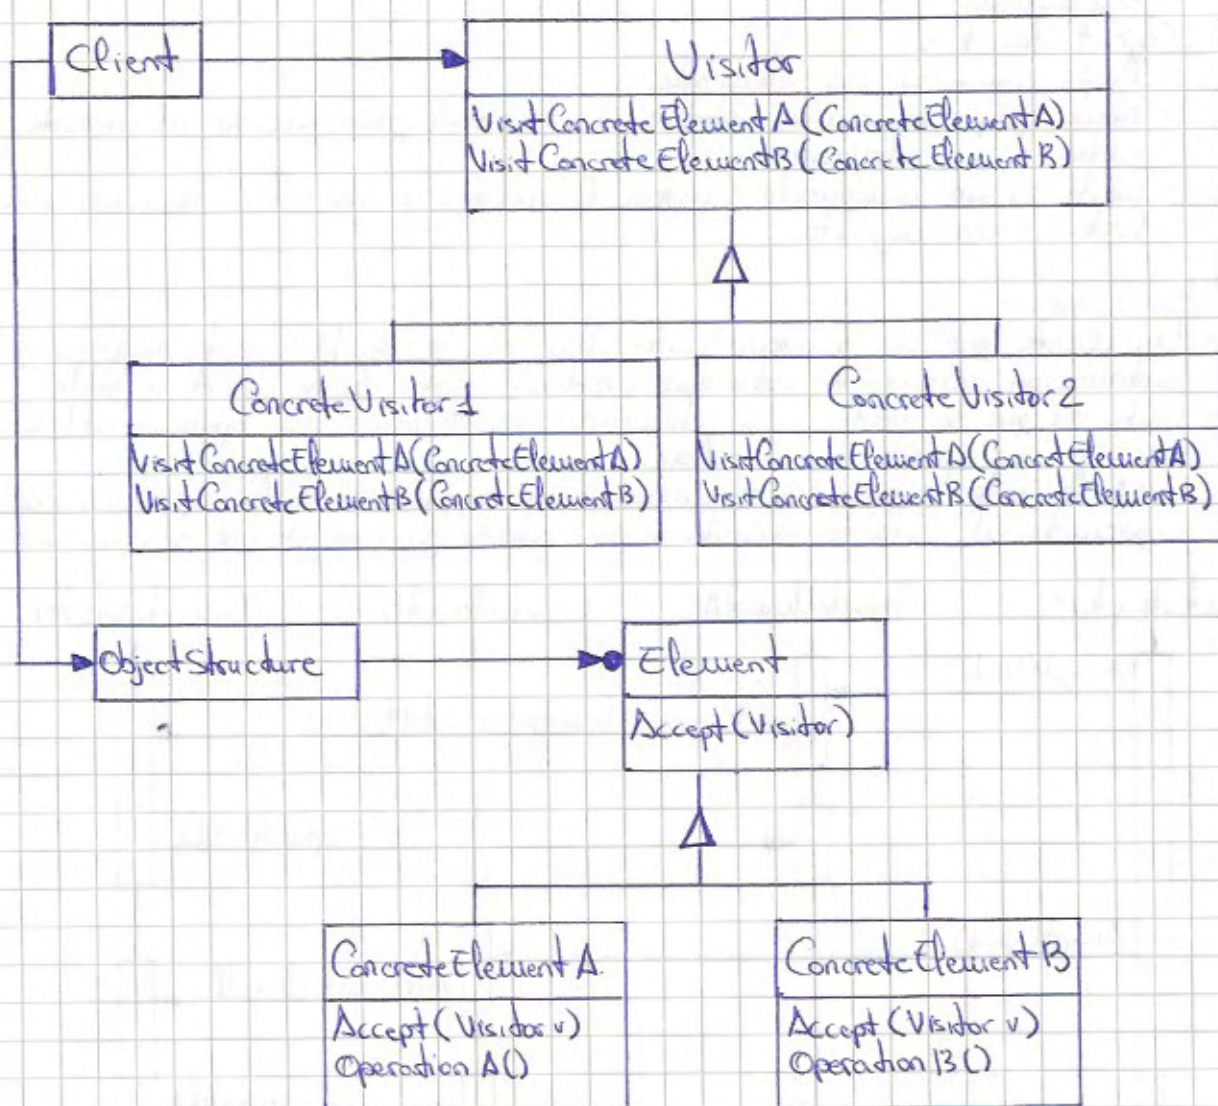 Client
Visitor
VisitConcreteElementA(ConcreteElementA)
VisitConcreteElementB(ConcreteElementB)
ConcreteVisitor1
VisitConcreteElementA(ConcreteElementA)
VisitConcreteElementB(ConcreteElementB)
ConcreteVisitor2
VisitConcreteElementA(ConcretElementA)
VisitConcreteElementB(ConcreteElementB)
ObjectStructure
Element
Accept(Visitor)
ConcreteElementA
Accept(Visitor v)
OperationA()
ConcreteElementB
Accept(Visitor v)
OperationB()